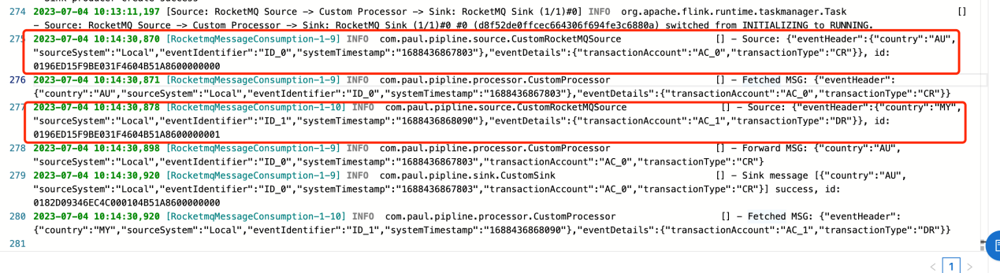 274 2023-07-04 10:13:11,197 [Source: RocketMQ Source -> Custom Processor -> Sink: RocketMQ Sink (1/1)#0] INFO org.apache.flink.runtime.taskmanager.Task []
- Source: RocketMQ Source -> Custom Processor -> Sink: RocketMQ Sink (1/1)#0 #0 (d8f52de0ffcec664306f694fe3c6880a) switched from INITIALIZING to RUNNING.
275 2023-07-04 10:14:30,870 [RocketmqMessageConsumption-1-9] INFO com.paul.pipline.source.CustomRocketMQSource [] - Source: {"eventHeader":{"country":"AU",
"sourceSystem":"Local","eventIdentifier":"ID_0","systemTimestamp":"1688436867803"},"eventDetails":{"transactionAccount":"AC_0","transactionType":"CR"}}, id:
0196ED15F9BE031F4604B51A8600000000
276 2023-07-04 10:14:30,871 [RocketmqMessageConsumption-1-9] INFO com.paul.pipline.processor.CustomProcessor [] - Fetched MSG: {"eventHeader":
{"country":"AU","sourceSystem":"Local","eventIdentifier":"ID_0","systemTimestamp":"1688436867803"},"eventDetails":{"transactionAccount":"AC_0","transactionType":"CR"}}
277 2023-07-04 10:14:30,878 [RocketmqMessageConsumption-1-10] INFO com.paul.pipline.source.CustomRocketMQSource [] - Source: {"eventHeader":{"country":"MY",
"sourceSystem":"Local","eventIdentifier":"ID_1","systemTimestamp":"1688436868090"},"eventDetails":{"transactionAccount":"AC_1","transactionType":"DR"}}, id:
0196ED15F9BE031F4604B51A8600000001
278 2023-07-04 10:14:30,898 [RocketmqMessageConsumption-1-9] INFO com.paul.pipline.processor.CustomProcessor [] - Forward MSG: {"country":"AU",
"sourceSystem":"Local","eventIdentifier":"ID_0","systemTimestamp":"1688436867803","transactionAccount":"AC_0","transactionType":"CR"}
279 2023-07-04 10:14:30,920 [RocketmqMessageConsumption-1-9] INFO com.paul.pipline.sink.CustomSink [] - Sink message [{"country":"AU",
"sourceSystem":"Local","eventIdentifier":"ID_0","systemTimestamp":"1688436867803","transactionAccount":"AC_0","transactionType":"CR"}] success, id:
0182D09346EC4C000104B51A8600000000
280 2023-07-04 10:14:30,920 [RocketmqMessageConsumption-1-10] INFO com.paul.pipline.processor.CustomProcessor [] - Fetched MSG: {"eventHeader":
{"country":"MY","sourceSystem":"Local","eventIdentifier":"ID_1","systemTimestamp":"1688436868090"},"eventDetails":{"transactionAccount":"AC_1","transactionType":"DR"}}
281
< 1 >